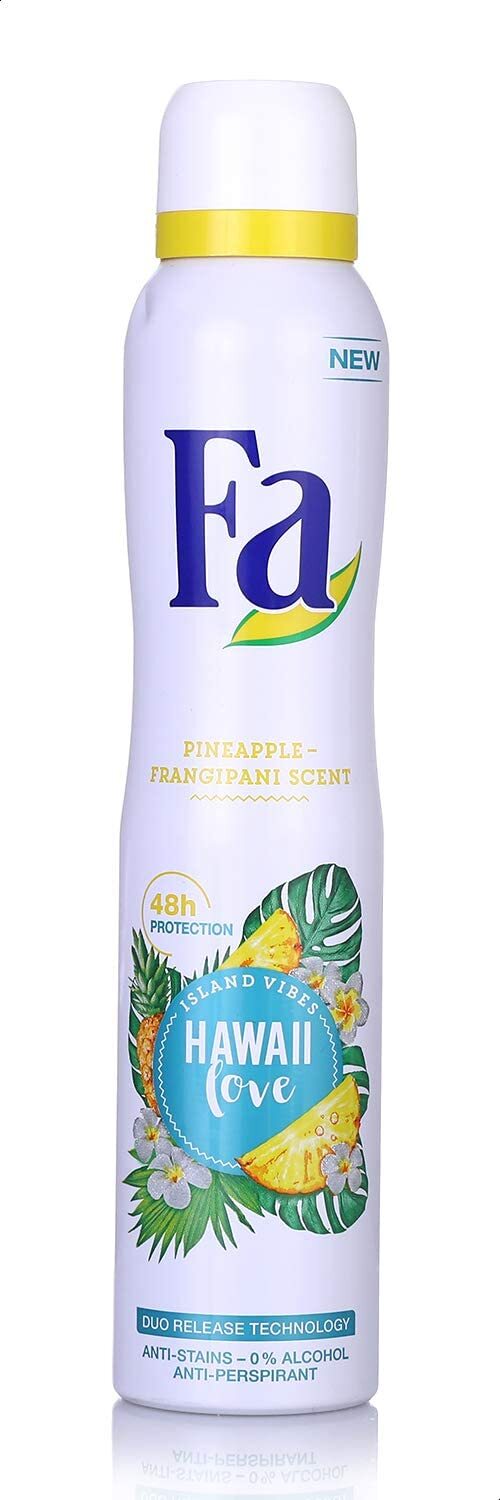 NEW
Fa
PINEAPPLE–
FRANGIPANI SCENT
48h
PROTECTION
ISLAND VIBES
HAWAII
love
DUO RELEASE TECHNOLOGY
ANTI-STAINS – 0% ALCOHOL
ANTI-PERSPIRANT